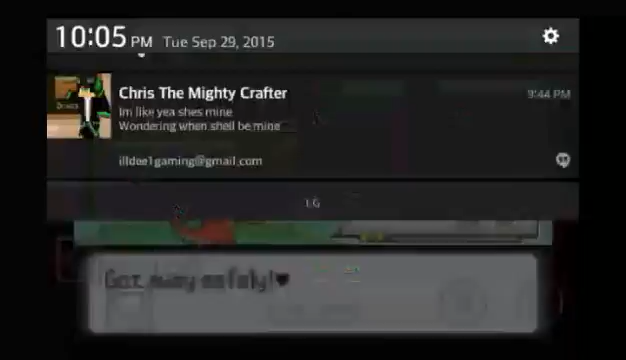 10:05 PM Tue Sep 29, 2015
Chris The Mighty Crafter 9:44 PM
Im like yea shes mine
Wondering when shell be mine
illdee1gaming@gmail.com
LG
Got away safely!